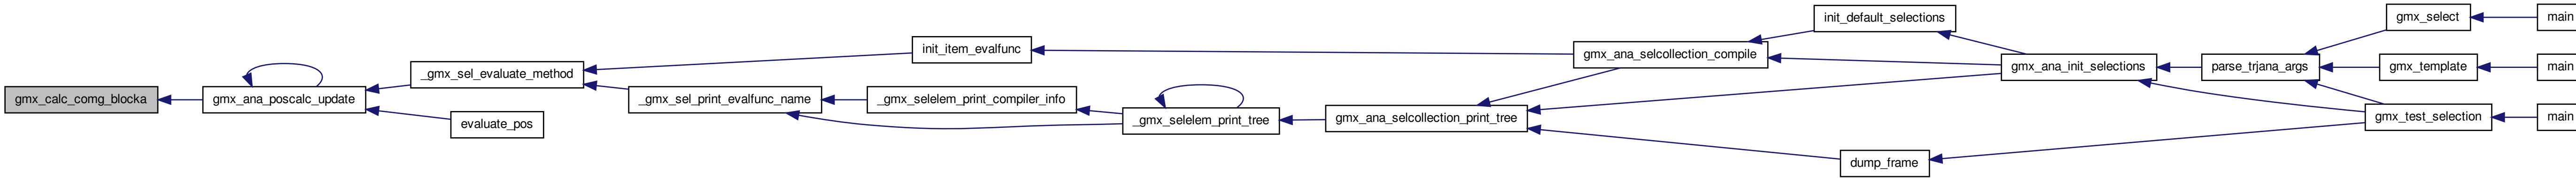 gmx_calc_comg_blocka
gmx_ana_poscalc_update
_gmx_sel_evaluate_method
evaluate_pos
init_item_evalfunc
_gmx_sel_print_evalfunc_name
_gmx_selelem_print_compiler_info
_gmx_selelem_print_tree
gmx_ana_selcollection_compile
gmx_ana_selcollection_print_tree
init_default_selections
dump_frame
gmx_ana_init_selections
parse_trjana_args
gmx_select
gmx_template
gmx_test_selection
main
main
main